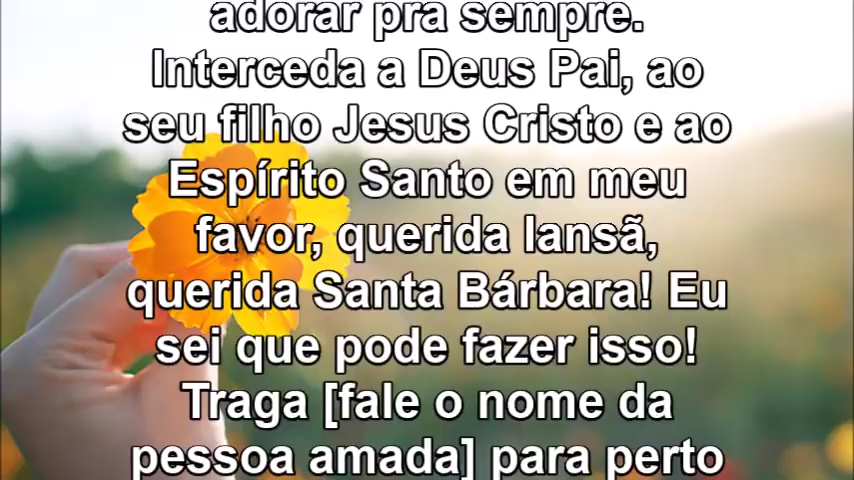 adorar pra sempre.
Interceda a Deus Pai, ao
seu filho Jesus Cristo e ao
Espírito Santo em meu
favor, querida Iansã,
querida Santa Bárbara! Eu
sei que pode fazer isso!
Traga [fale o nome da
pessoa amada] para perto